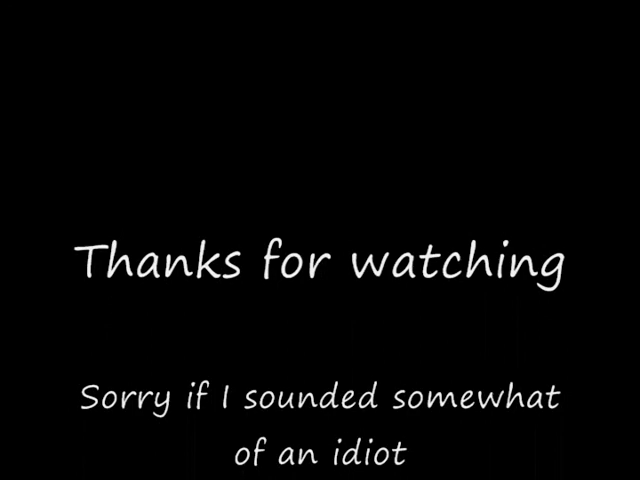 Thanks for watching
Sorry if I sounded somewhat
of an idiot